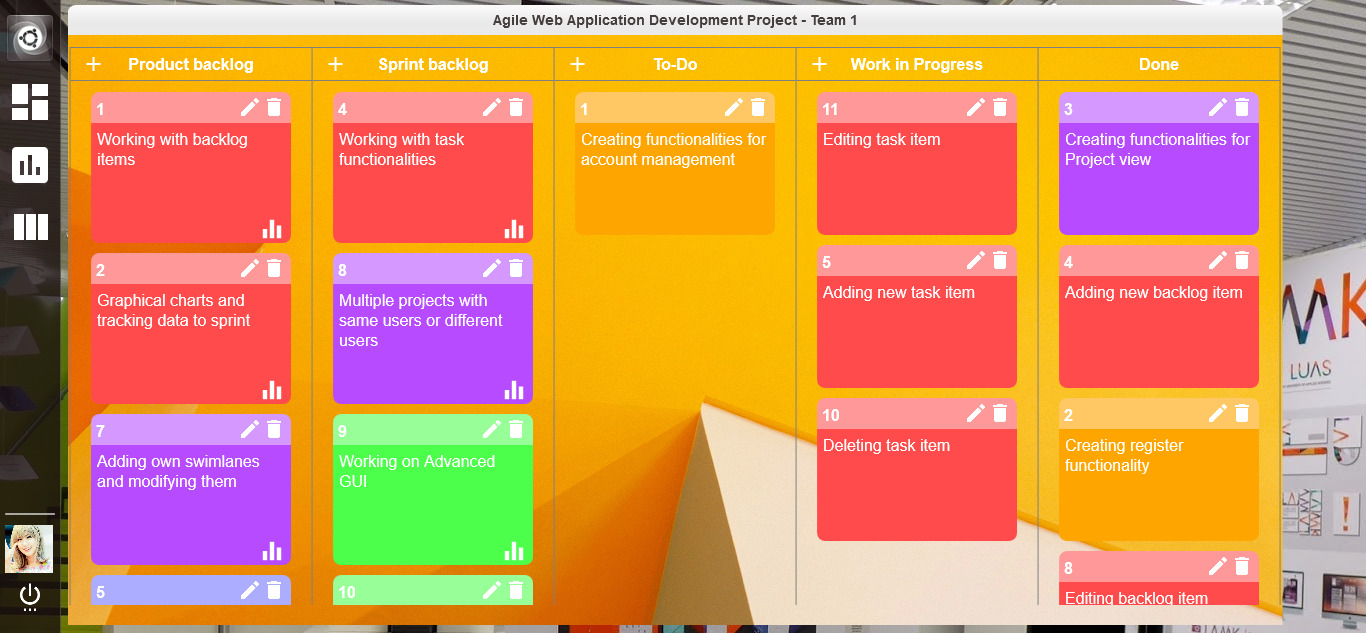 Agile Web Application Development Project - Team 1
+ Product backlog
+ Sprint backlog
+ To-Do
+ Work in Progress
Done
1
Working with backlog
items
2
Graphical charts and
tracking data to sprint
7
Adding own swimlanes
and modifying them
5
4
Working with task
functionalities
8
Multiple projects with
same users or different
users
9
Working on Advanced
GUI
10
1
Creating functionalities for
account management
11
Editing task item
5
Adding new task item
10
Deleting task item
3
Creating functionalities for
Project view
4
Adding new backlog item
2
Creating register
functionality
8
Editing backlog item
LUAS